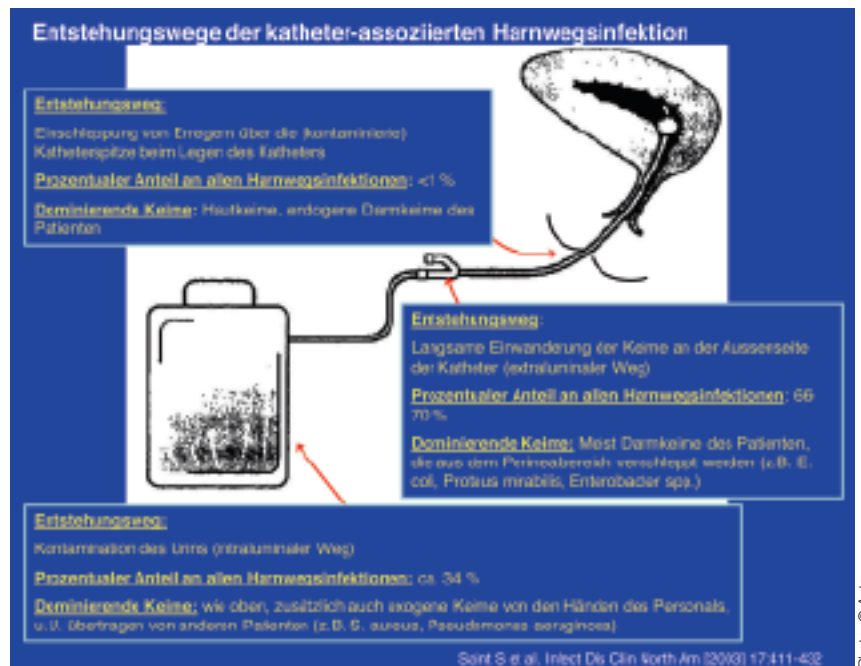 Entstehungswege der katheter-assoziierten Harnwegsinfektion
Entstehungsweg:
Einschleppung von Erregern über die (kontaminierte)
Katheterspitze beim Legen des Katheters
Prozentualer Anteil an allen Harnwegsinfektionen: <1 %
Dominierende Keime: Hautkeime, endogene Darmkeime des
Patienten
Entstehungsweg:
Langsame Einwanderung der Keime an der Aussenseite
der Katheter (extraluminaler Weg)
Prozentualer Anteil an allen Harnwegsinfektionen: 66-
70 %
Dominierende Keime: Meist Darmkeime des Patienten,
die aus dem Perinealbereich verschleppt werden (z.B. E.
coli, Proteus mirabilis, Enterobacter spp.)
Entstehungsweg:
Kontamination des Urins (intraluminaler Weg)
Prozentualer Anteil an allen Harnwegsinfektionen: ca. 34 %
Dominierende Keime: wie oben, zusätzlich auch exogene Keime von den Händen des Personals,
u.U. übertragen von anderen Patienten (z.B. S. aureus, Pseudomonas aeruginosa)
Saint S et al. Infect Dis Clin North Am [2003] 17:411-432